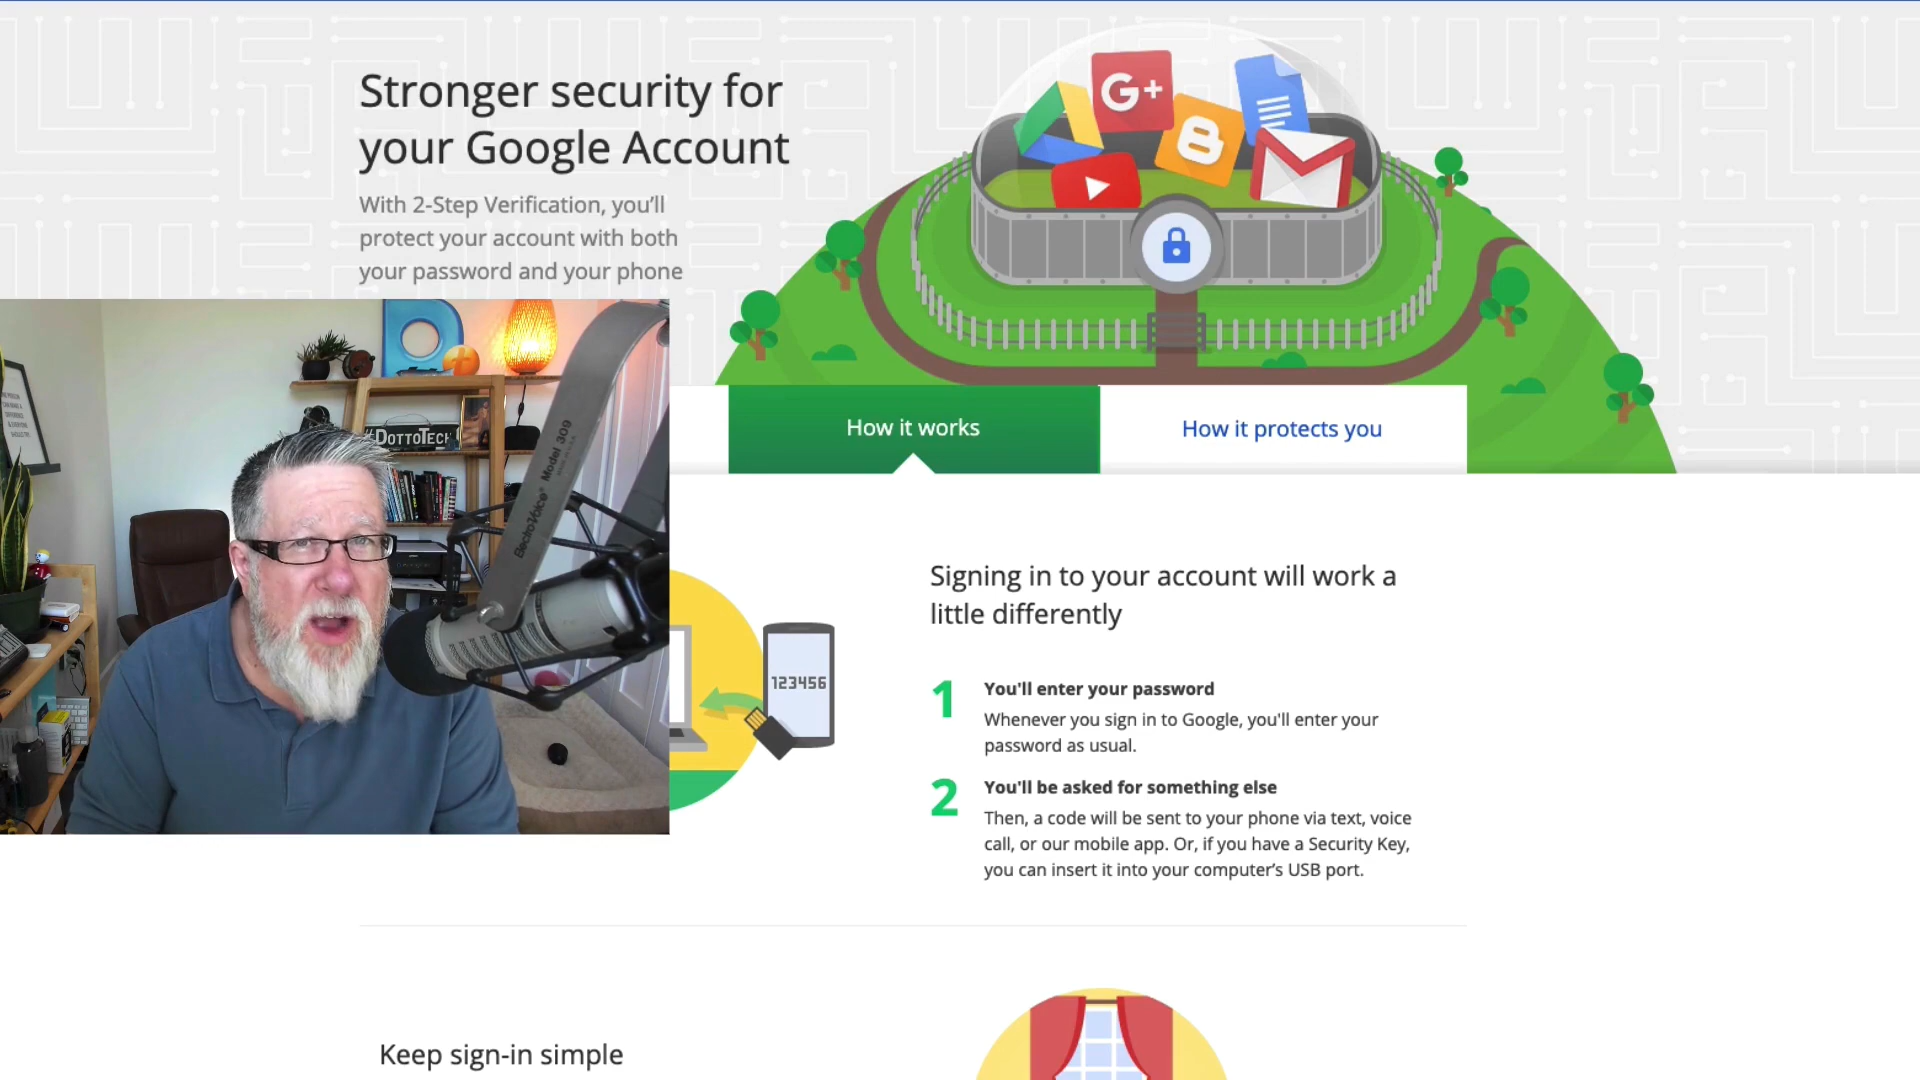 Stronger security for
your Google Account
With 2-Step Verification, you’ll
protect your account with both
your password and your phone
G+
#DOTTOTECH
ElectroVoice® Model 309
How it works
How it protects you
123456
Signing in to your account will work a
little differently
1 You'll enter your password
Whenever you sign in to Google, you'll enter your
password as usual.
2 You'll be asked for something else
Then, a code will be sent to your phone via text, voice
call, or our mobile app. Or, if you have a Security Key,
you can insert it into your computer’s USB port.
Keep sign-in simple